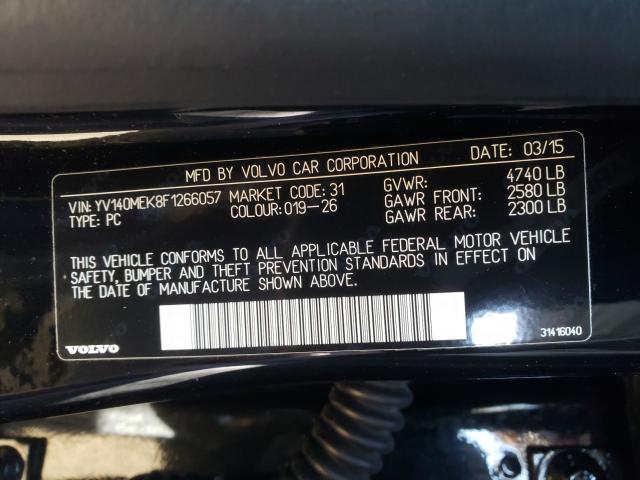 MFD BY VOLVO CAR CORPORATION DATE: 03/15
VIN: YV140MEK8F1266057 MARKET CODE: 31 GVWR: 4740 LB
TYPE: PC COLOUR: 019-26 GAWR FRONT: 2580 LB
GAWR REAR: 2300 LB
THIS VEHICLE CONFORMS TO ALL APPLICABLE FEDERAL MOTOR VEHICLE
SAFETY, BUMPER AND THEFT PREVENTION STANDARDS IN EFFECT ON
THE DATE OF MANUFACTURE SHOWN ABOVE.
VOLVO 31416040